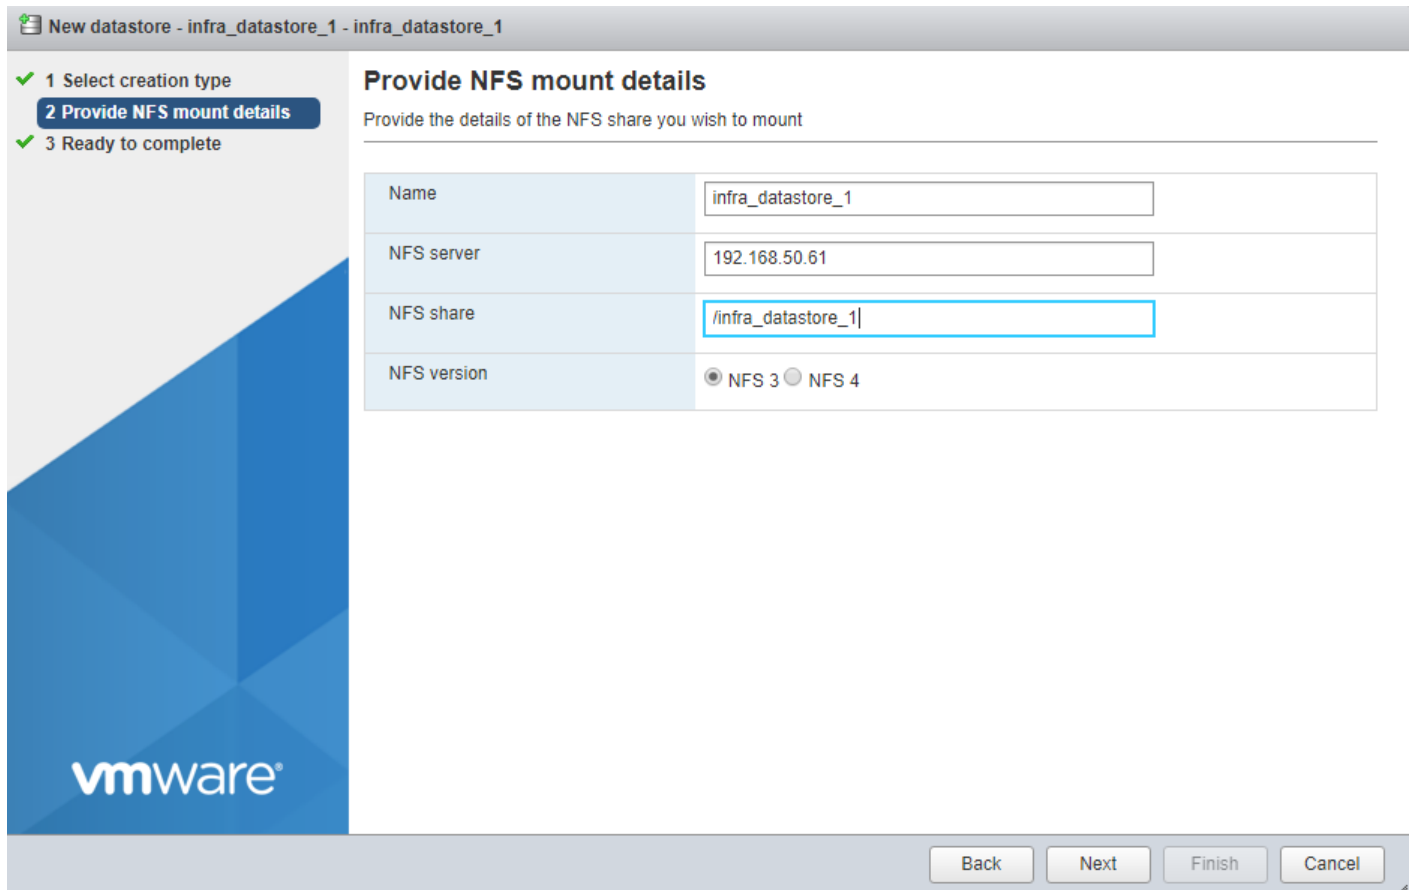 New datastore - infra_datastore_1 - infra_datastore_1
1 Select creation type
2 Provide NFS mount details
3 Ready to complete
Provide NFS mount details
Provide the details of the NFS share you wish to mount
Name infra_datastore_1
NFS server 192.168.50.61
NFS share /infra_datastore_1
NFS version NFS 3 NFS 4
vmware®
Back Next Finish Cancel